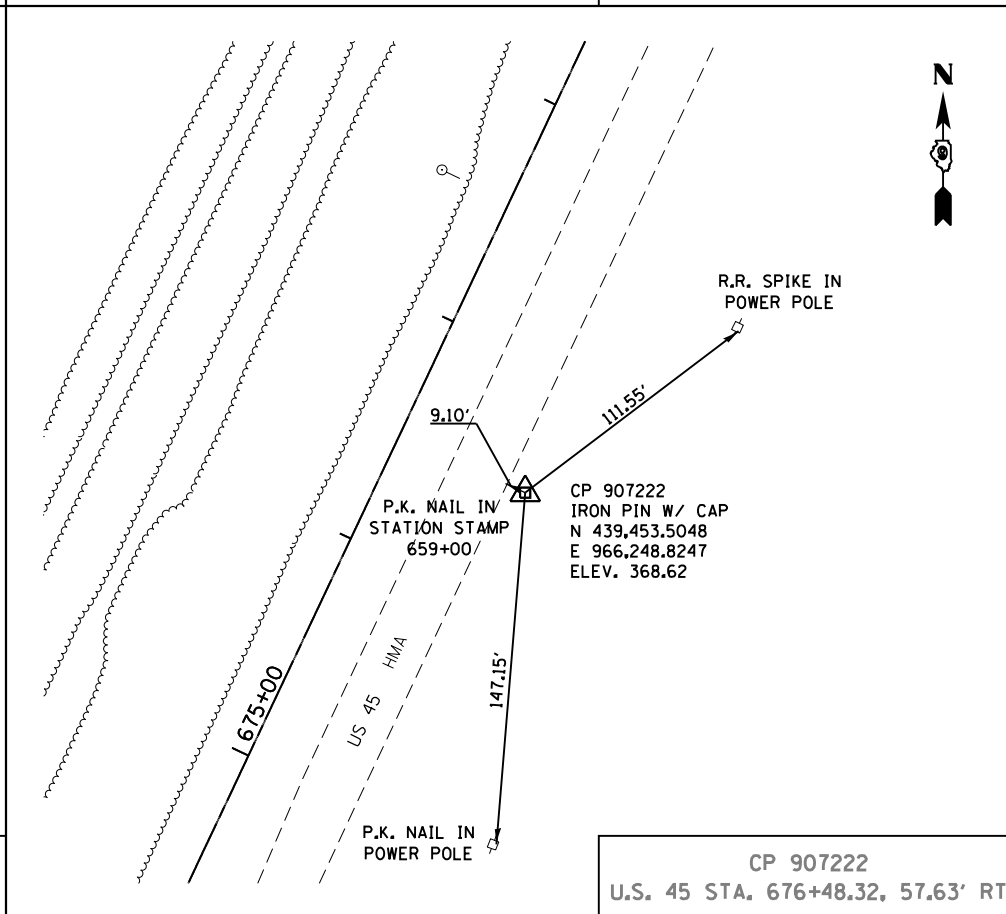 N
R.R. SPIKE IN
POWER POLE
111.55'
9.10'
P.K. NAIL IN
STATION STAMP
659+00
CP 907222
IRON PIN W/ CAP
N 439,453.5048
E 966,248.8247
ELEV. 368.62
147.15'
US 45 HMA
675+00
P.K. NAIL IN
POWER POLE
CP 907222
U.S. 45 STA. 676+48.32, 57.63' RT